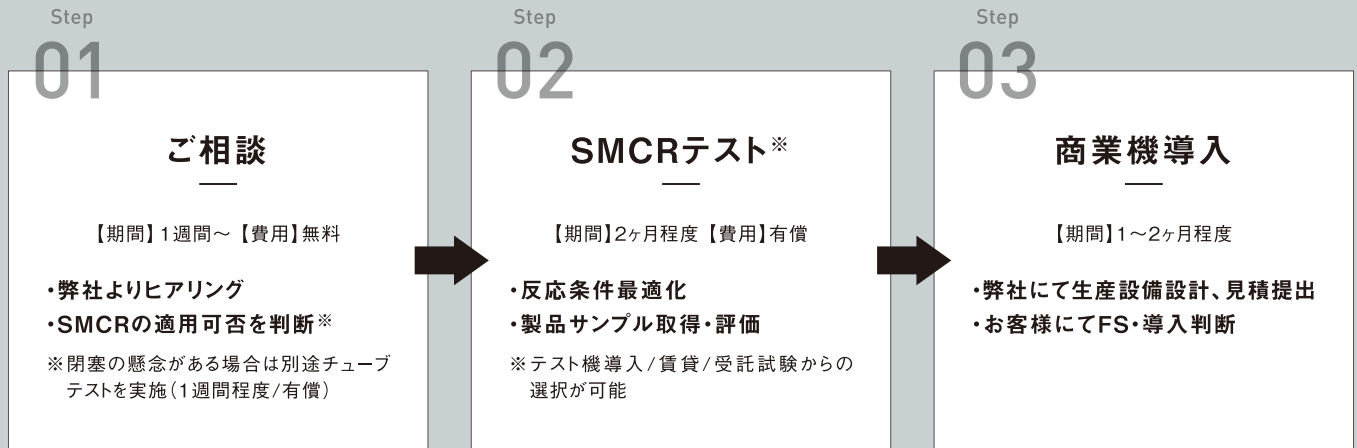 Step
01
ご相談
【期間】1週間〜【費用】無料
・弊社よりヒアリング
・SMCRの適用可否を判断※
※閉塞の懸念がある場合は別途チューブ
テストを実施（1週間程度/有償）
Step
02
SMCRテスト※
【期間】2ヶ月程度【費用】有償
・反応条件最適化
・製品サンプル取得・評価
※テスト機導入/賃貸/受託試験からの
選択が可能
Step
03
商業機導入
【期間】1〜2ヶ月程度
・弊社にて生産設備設計、見積提出
・お客様にてFS・導入判断